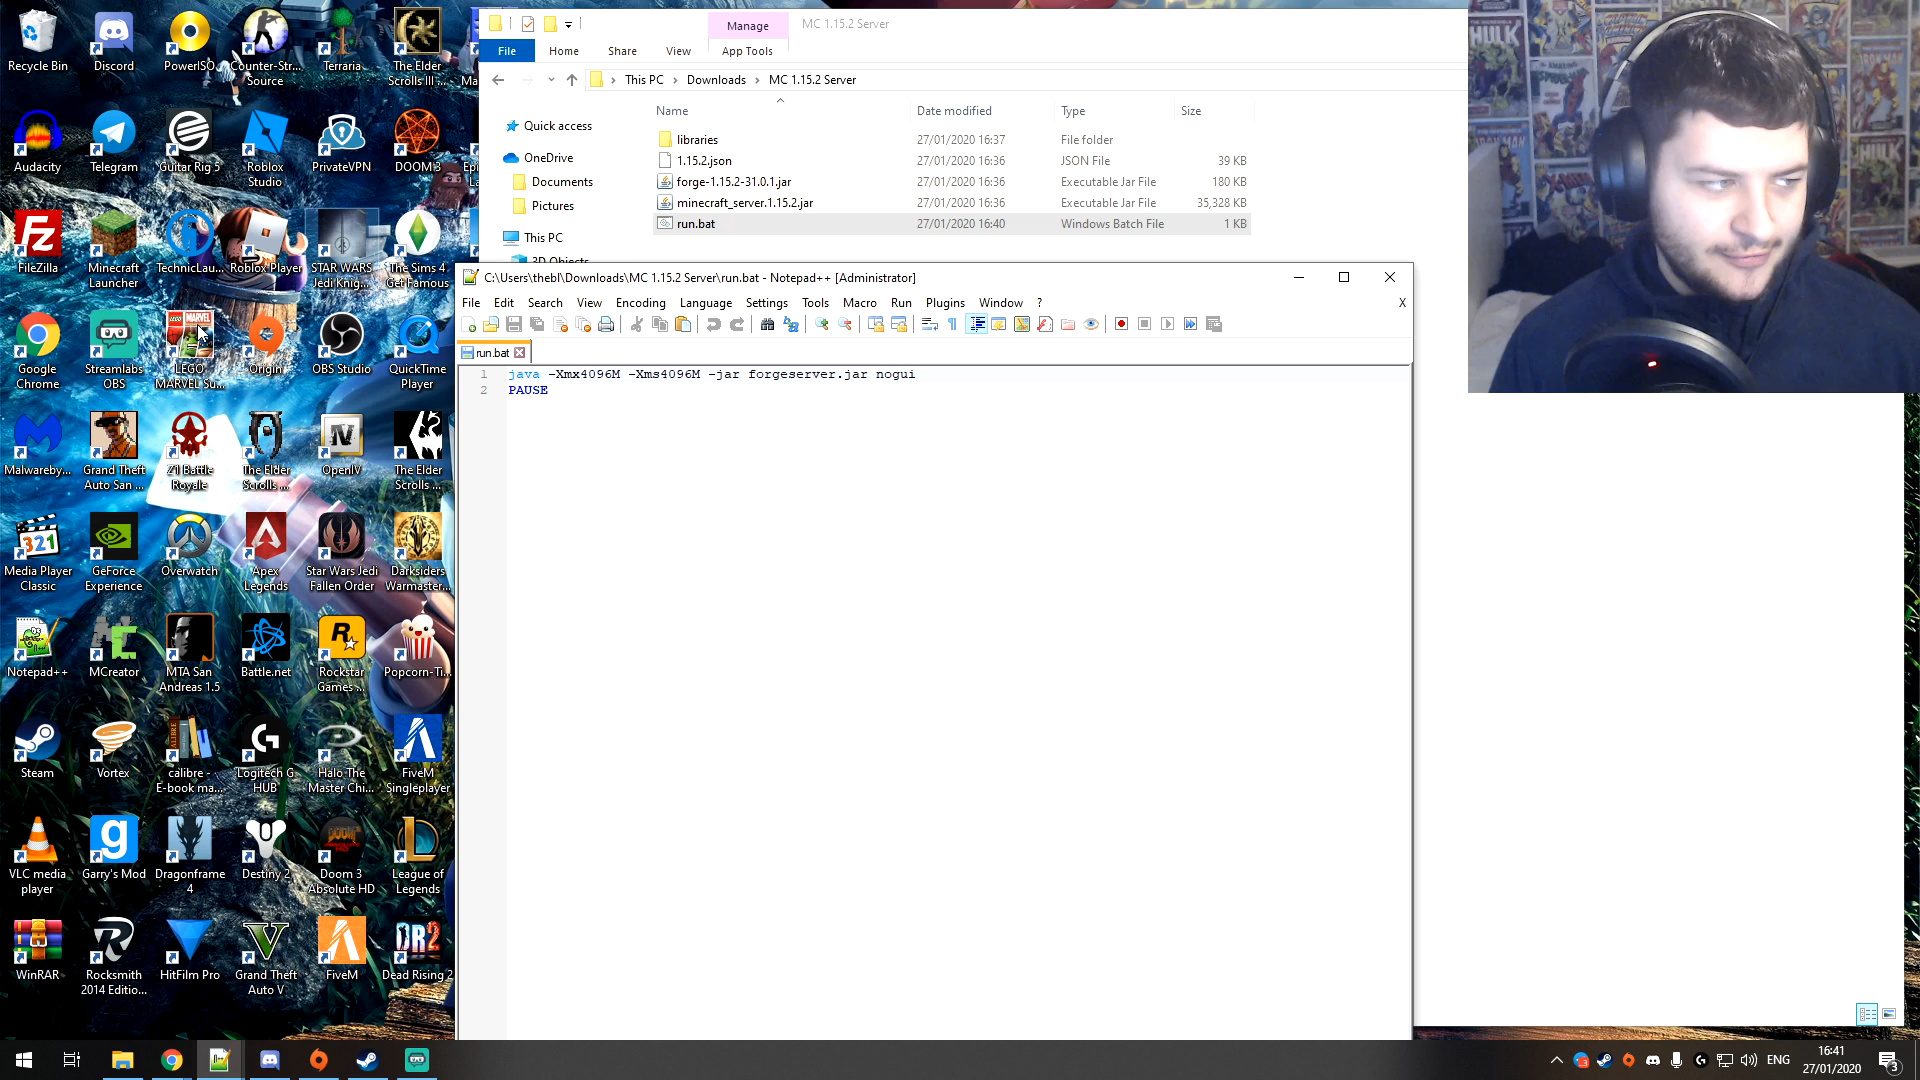 Recycle Bin
Discord
PowerISO
Counter-Str... Source
Terraria
The Elder Scrolls III ...
Audacity
Telegram
Guitar Rig 5
Roblox Studio
PrivateVPN
DOOM 3
FileZilla
Minecraft Launcher
TechnicLau...
Roblox Player
STAR WARS Jedi Knig...
The Sims 4 Get Famous
Google Chrome
Streamlabs OBS
LEGO MARVEL Su...
Origin
OBS Studio
QuickTime Player
Malwareby...
Grand Theft Auto San ...
Z1 Battle Royale
The Elder Scrolls ...
OpenIV
The Elder Scrolls ...
Media Player Classic
GeForce Experience
Overwatch
Apex Legends
Star Wars Jedi Fallen Order
Darksiders Warmaster...
Notepad++
MCreator
MTA San Andreas 1.5
Battle.net
Rockstar Games ...
Popcorn-Ti...
Steam
Vortex
calibre - E-book ma...
Logitech G HUB
Halo The Master Chi...
FiveM Singleplayer
VLC media player
Garry's Mod
Dragonframe 4
Destiny 2
Doom 3 Absolute HD
League of Legends
WinRAR
Rocksmith 2014 Editio...
HitFilm Pro
Grand Theft Auto V
FiveM
Dead Rising 2
Manage
MC 1.15.2 Server
File Home Share View App Tools
This PC > Downloads > MC 1.15.2 Server
Name Date modified Type Size
Quick access
OneDrive
Documents
Pictures
This PC
3D Objects
libraries 27/01/2020 16:37 File folder
1.15.2.json 27/01/2020 16:36 JSON File 39 KB
forge-1.15.2-31.0.1.jar 27/01/2020 16:36 Executable Jar File 180 KB
minecraft_server.1.15.2.jar 27/01/2020 16:36 Executable Jar File 35,328 KB
run.bat 27/01/2020 16:40 Windows Batch File 1 KB
C:\Users\thebl\Downloads\MC 1.15.2 Server\run.bat - Notepad++ [Administrator]
File Edit Search View Encoding Language Settings Tools Macro Run Plugins Window ? X
run.bat
1 java -Xmx4096M -Xms4096M -jar forgeserver.jar nogui
2 PAUSE
ENG
16:41
27/01/2020
3